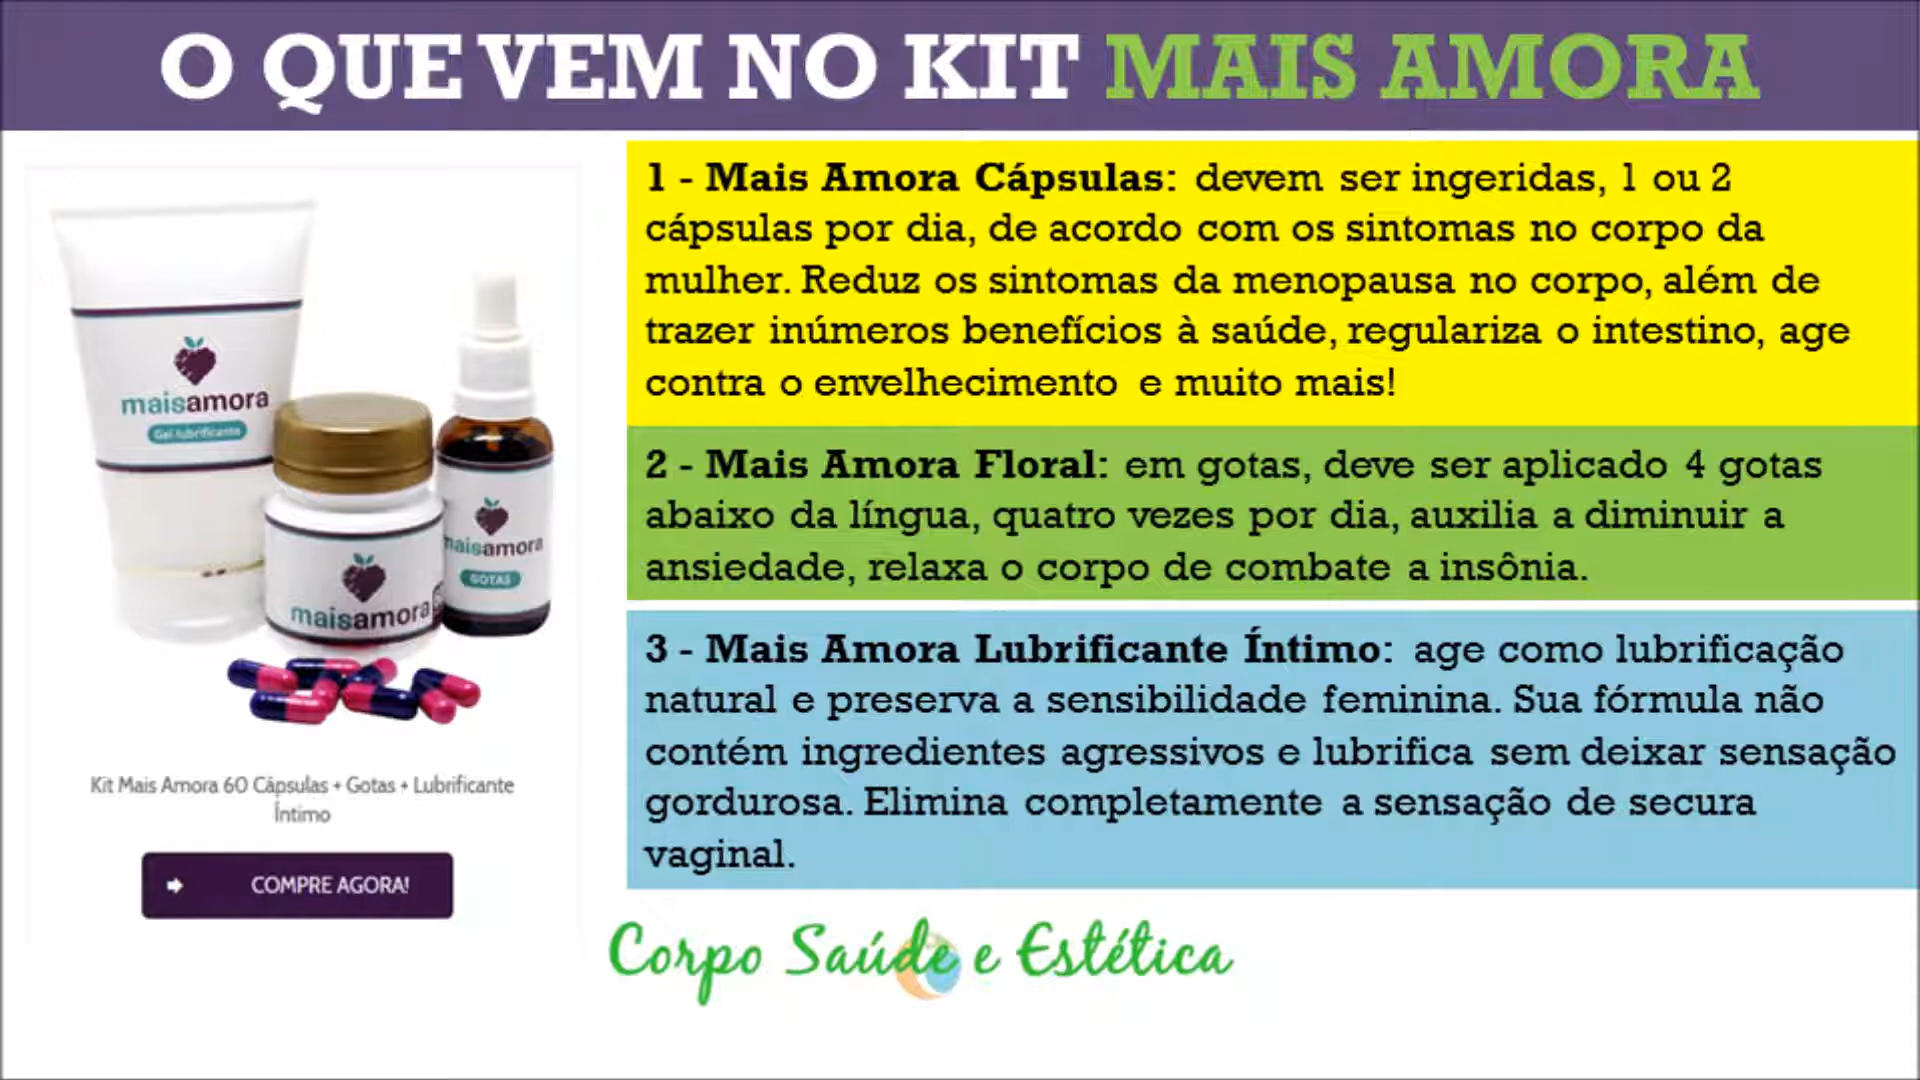 O QUE VEM NO KIT MAIS AMORA
maisamora
Gel lubrificante
maisamora
GOTAS
maisamora
Kit Mais Amora 60 Cápsulas + Gotas + Lubrificante
Íntimo
COMPRE AGORA!
1 - Mais Amora Cápsulas: devem ser ingeridas, 1 ou 2
cápsulas por dia, de acordo com os sintomas no corpo da
mulher. Reduz os sintomas da menopausa no corpo, além de
trazer inúmeros benefícios à saúde, regulariza o intestino, age
contra o envelhecimento e muito mais!
2 - Mais Amora Floral: em gotas, deve ser aplicado 4 gotas
abaixo da língua, quatro vezes por dia, auxilia a diminuir a
ansiedade, relaxa o corpo de combate a insônia.
3 - Mais Amora Lubrificante Íntimo: age como lubrificação
natural e preserva a sensibilidade feminina. Sua fórmula não
contém ingredientes agressivos e lubrifica sem deixar sensação
gordurosa. Elimina completamente a sensação de secura
vaginal.
Corpo Saúde e Estética